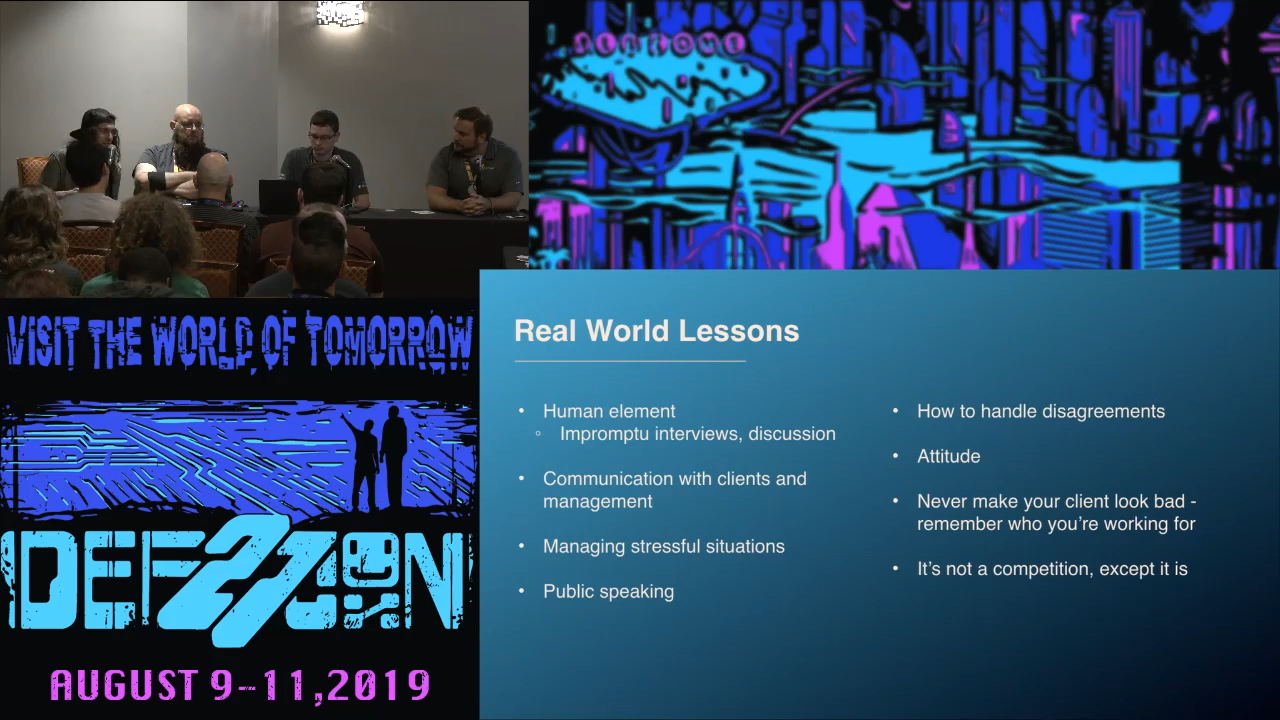 WELCOME
VISIT THE WORLD OF TOMORROW
DEF27CON
AUGUST 9-11,2019
Real World Lessons
• Human element
◦ Impromptu interviews, discussion
• Communication with clients and
management
• Managing stressful situations
• Public speaking
• How to handle disagreements
• Attitude
• Never make your client look bad -
remember who you’re working for
• It’s not a competition, except it is